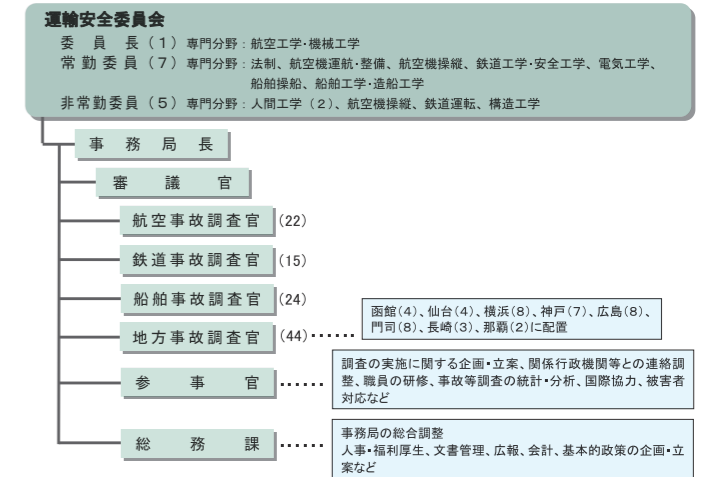 運輸安全委員会
委 員 長（1）専門分野：航空工学・機械工学
常勤委員（7）専門分野：法制、航空機運航・整備、航空機操縦、鉄道工学・安全工学、電気工学、
船舶操船、船舶工学・造船工学
非常勤委員（5）専門分野：人間工学（2）、航空機操縦、鉄道運転、構造工学
事務局長
審議官
航空事故調査官（22）
鉄道事故調査官（15）
船舶事故調査官（24）
地方事故調査官（44）
函館（4）、仙台（4）、横浜（8）、神戸（7）、広島（8）、
門司（8）、長崎（3）、那覇（2）に配置
参事官
調査の実施に関する企画・立案、関係行政機関等との連絡調
整、職員の研修、事故等調査の統計・分析、国際協力、被害者
対応など
総務課
事務局の総合調整
人事・福利厚生、文書管理、広報、会計、基本的政策の企画・立
案など